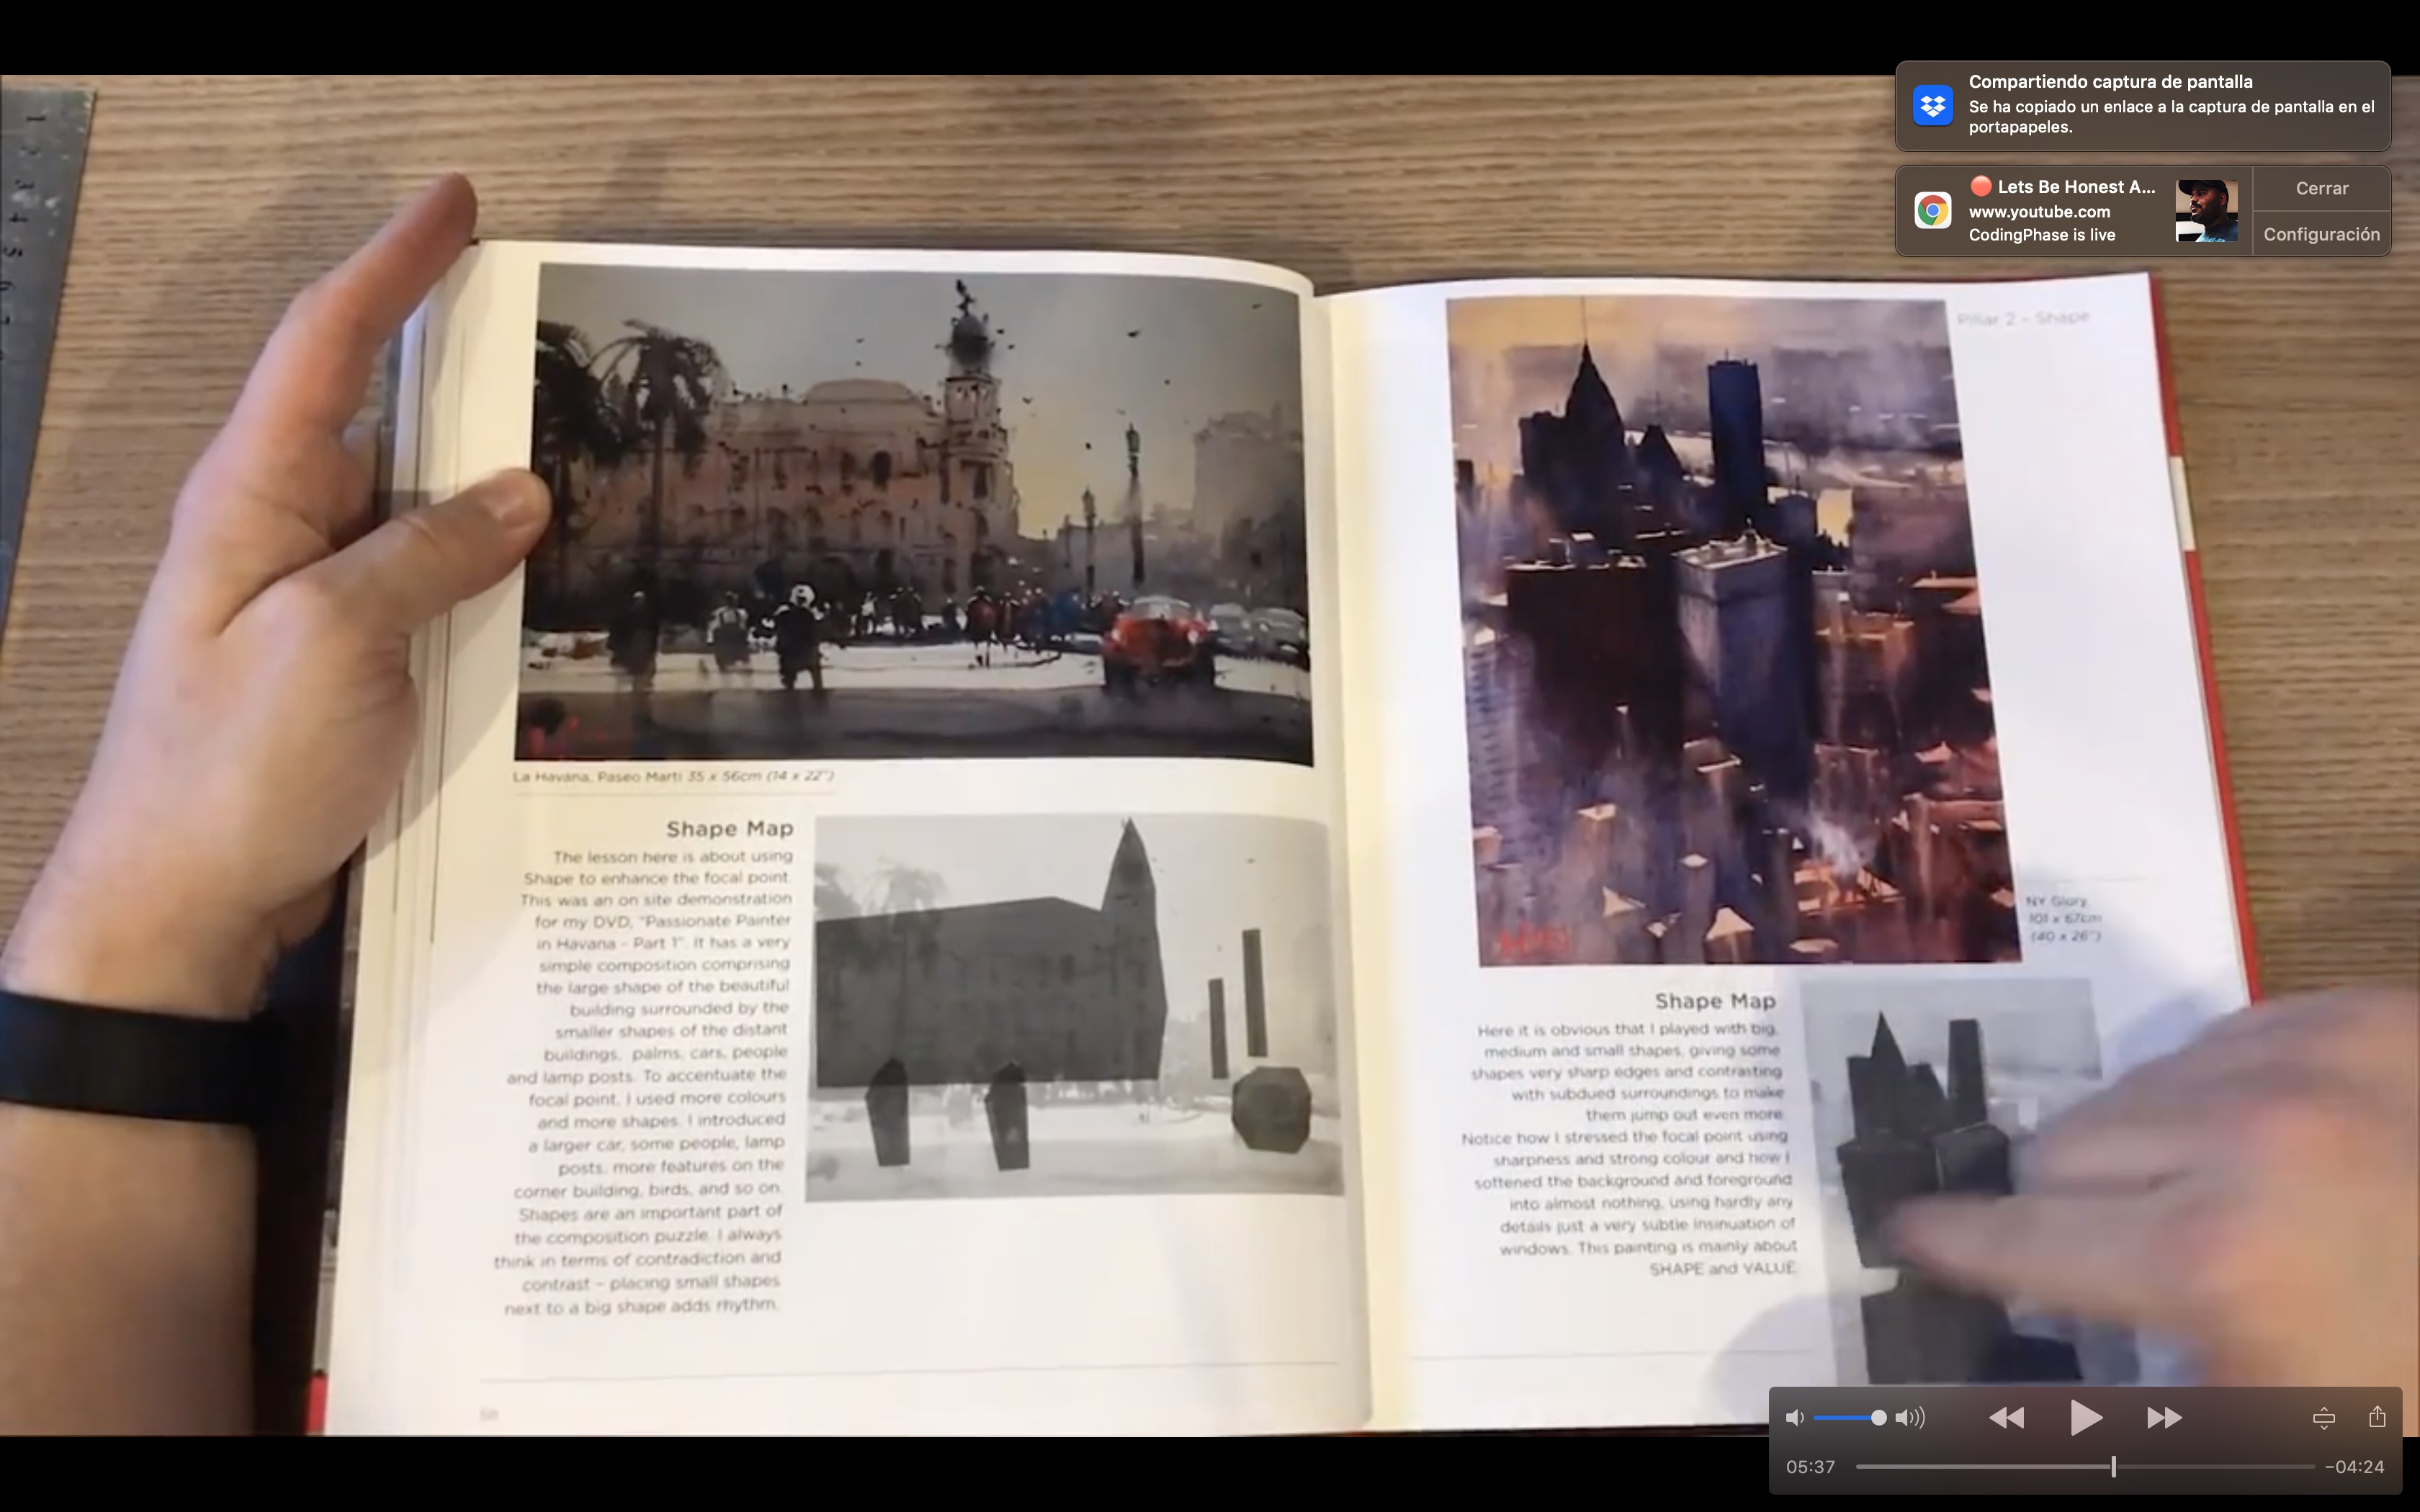 Compartiendo captura de pantalla
Se ha copiado un enlace a la captura de pantalla en el
portapapeles.
🔴 Lets Be Honest A...
www.youtube.com
CodingPhase is live
Cerrar
Configuración
La Havana, Paseo Marti 35 x 56cm (14 x 22")
Shape Map
The lesson here is about using
Shape to enhance the focal point.
This was an on site demonstration
for my DVD, "Passionate Painter
in Havana - Part 1". It has a very
simple composition comprising
the large shape of the beautiful
building surrounded by the
smaller shapes of the distant
buildings, palms, cars, people
and lamp posts. To accentuate the
focal point, I used more colours
and more shapes. I introduced
a larger car, some people, lamp
posts, more features on the
corner building, birds, and so on.
Shapes are an important part of
the composition puzzle. I always
think in terms of contradiction and
contrast – placing small shapes
next to a big shape adds rhythm.
58
Pillar 2 - Shape
NY Glory
101 x 67cm
(40 x 26")
Shape Map
Here it is obvious that I played with big,
medium and small shapes, giving some
shapes very sharp edges and contrasting
with subdued surroundings to make
them jump out even more.
Notice how I stressed the focal point using
sharpness and strong colour and how I
softened the background and foreground
into almost nothing, using hardly any
details just a very subtle insinuation of
windows. This painting is mainly about
SHAPE and VALUE.
05:37
-04:24